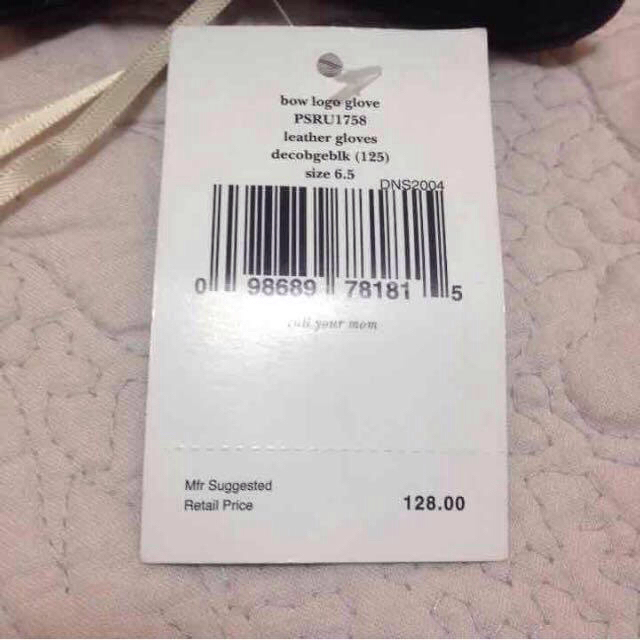 bow logo glove
PSRU1758
leather gloves
decobgeblk (125)
size 6.5
DNS2004
0 98689 78181 5
call your mom
Mfr Suggested
Retail Price
128.00